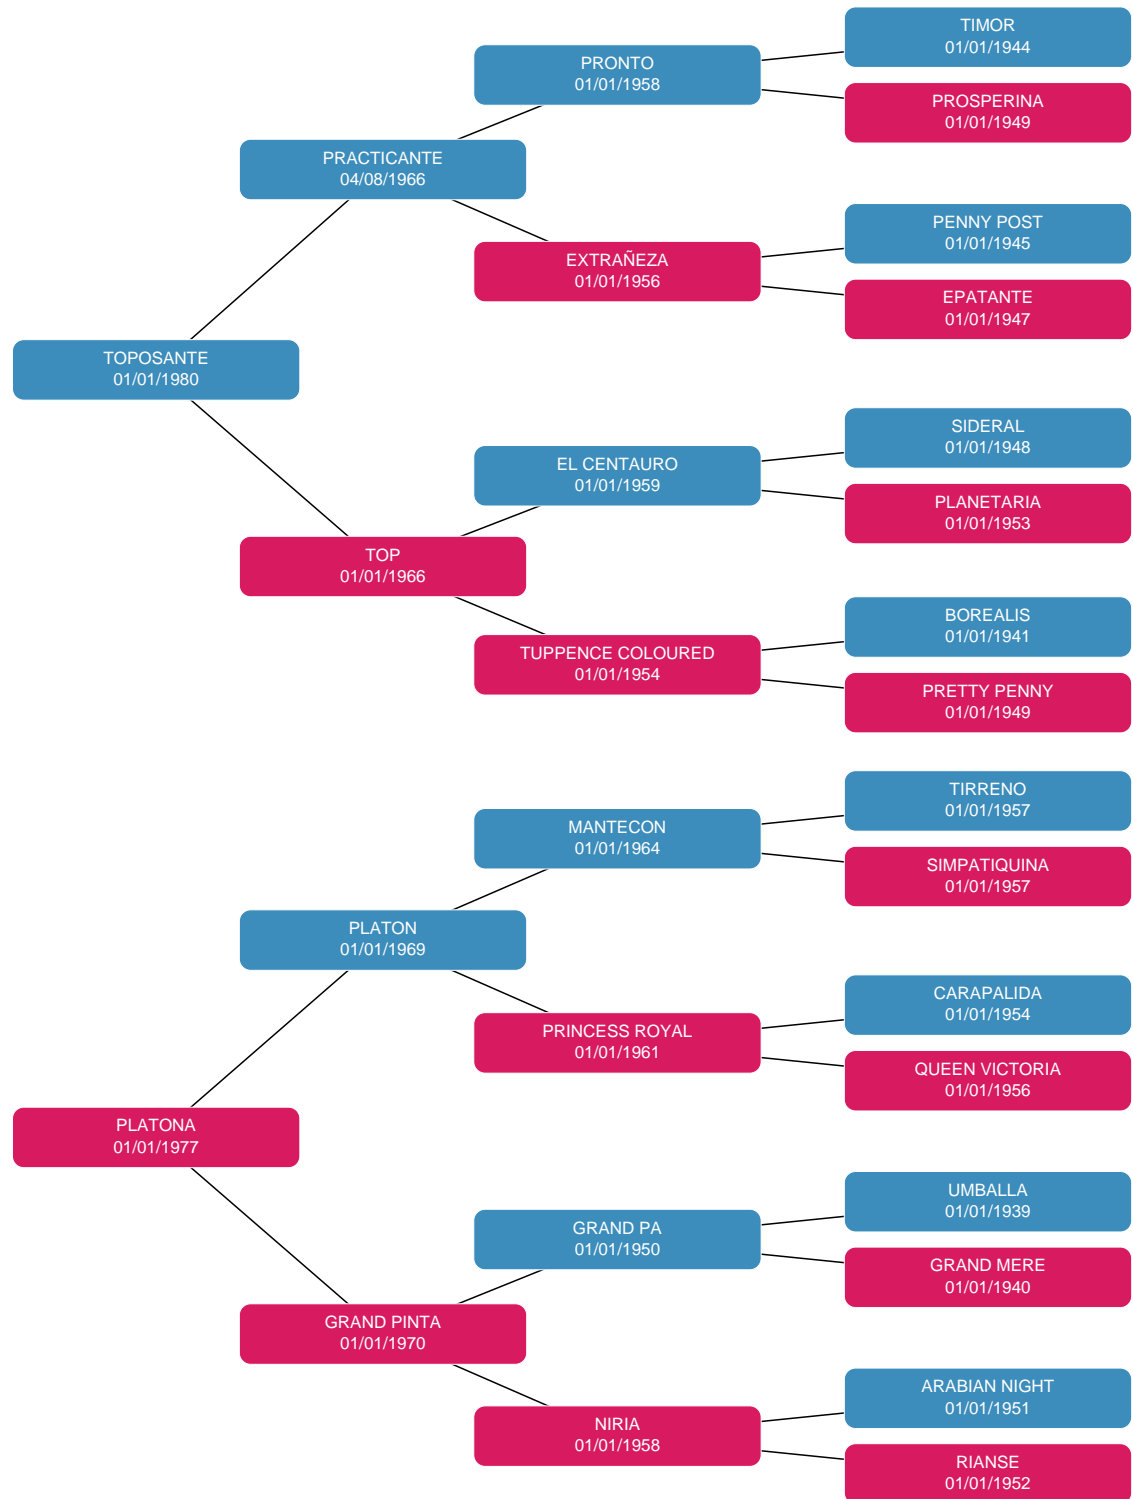 TIMOR
01/01/1944
PRONTO
01/01/1958
PROSPERINA
01/01/1949
PRACTICANTE
04/08/1966
PENNY POST
01/01/1945
EXTRAÑEZA
01/01/1956
EPATANTE
01/01/1947
TOPOSANTE
01/01/1980
SIDERAL
01/01/1948
EL CENTAURO
01/01/1959
PLANETARIA
01/01/1953
TOP
01/01/1966
BOREALIS
01/01/1941
TUPPENCE COLOURED
01/01/1954
PRETTY PENNY
01/01/1949
TIRRENO
01/01/1957
MANTECON
01/01/1964
SIMPATIQUINA
01/01/1957
PLATON
01/01/1969
CARAPALIDA
01/01/1954
PRINCESS ROYAL
01/01/1961
QUEEN VICTORIA
01/01/1956
PLATONA
01/01/1977
UMBALLA
01/01/1939
GRAND PA
01/01/1950
GRAND MERE
01/01/1940
GRAND PINTA
01/01/1970
ARABIAN NIGHT
01/01/1951
NIRIA
01/01/1958
RIANSE
01/01/1952